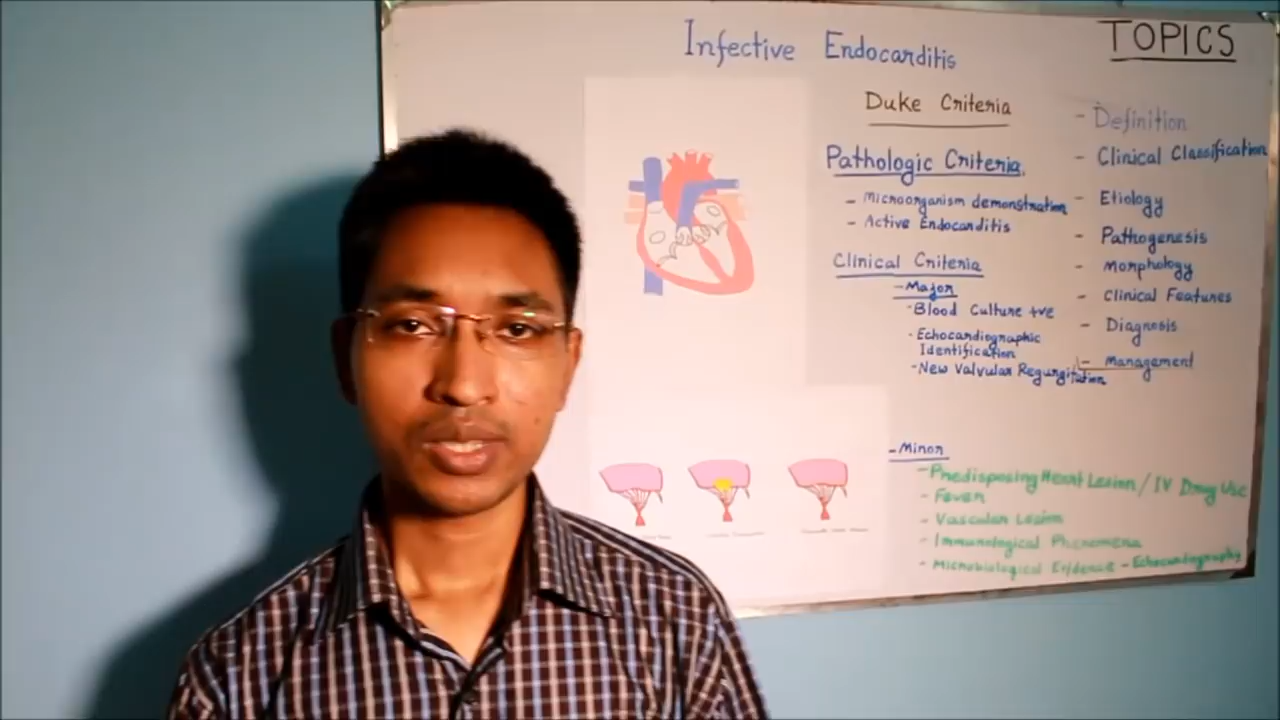 Infective Endocarditis
Duke Criteria
Pathologic Criteria
- Microorganism demonstration
- Active Endocarditis
Clinical Criteria
- Major
· Blood Culture +ve
· Echocardiographic
Identification
- New Valvular Regurgitation
- Minor
- Predisposing Heart Lesion / IV Drug Use
- Fever
- Vascular Lesion
- Immunological Phenomena
- Microbiological Evidence - Echocardiography
TOPICS
- Definition
- Clinical Classification
- Etiology
- Pathogenesis
- Morphology
- Clinical Features
- Diagnosis
- Management